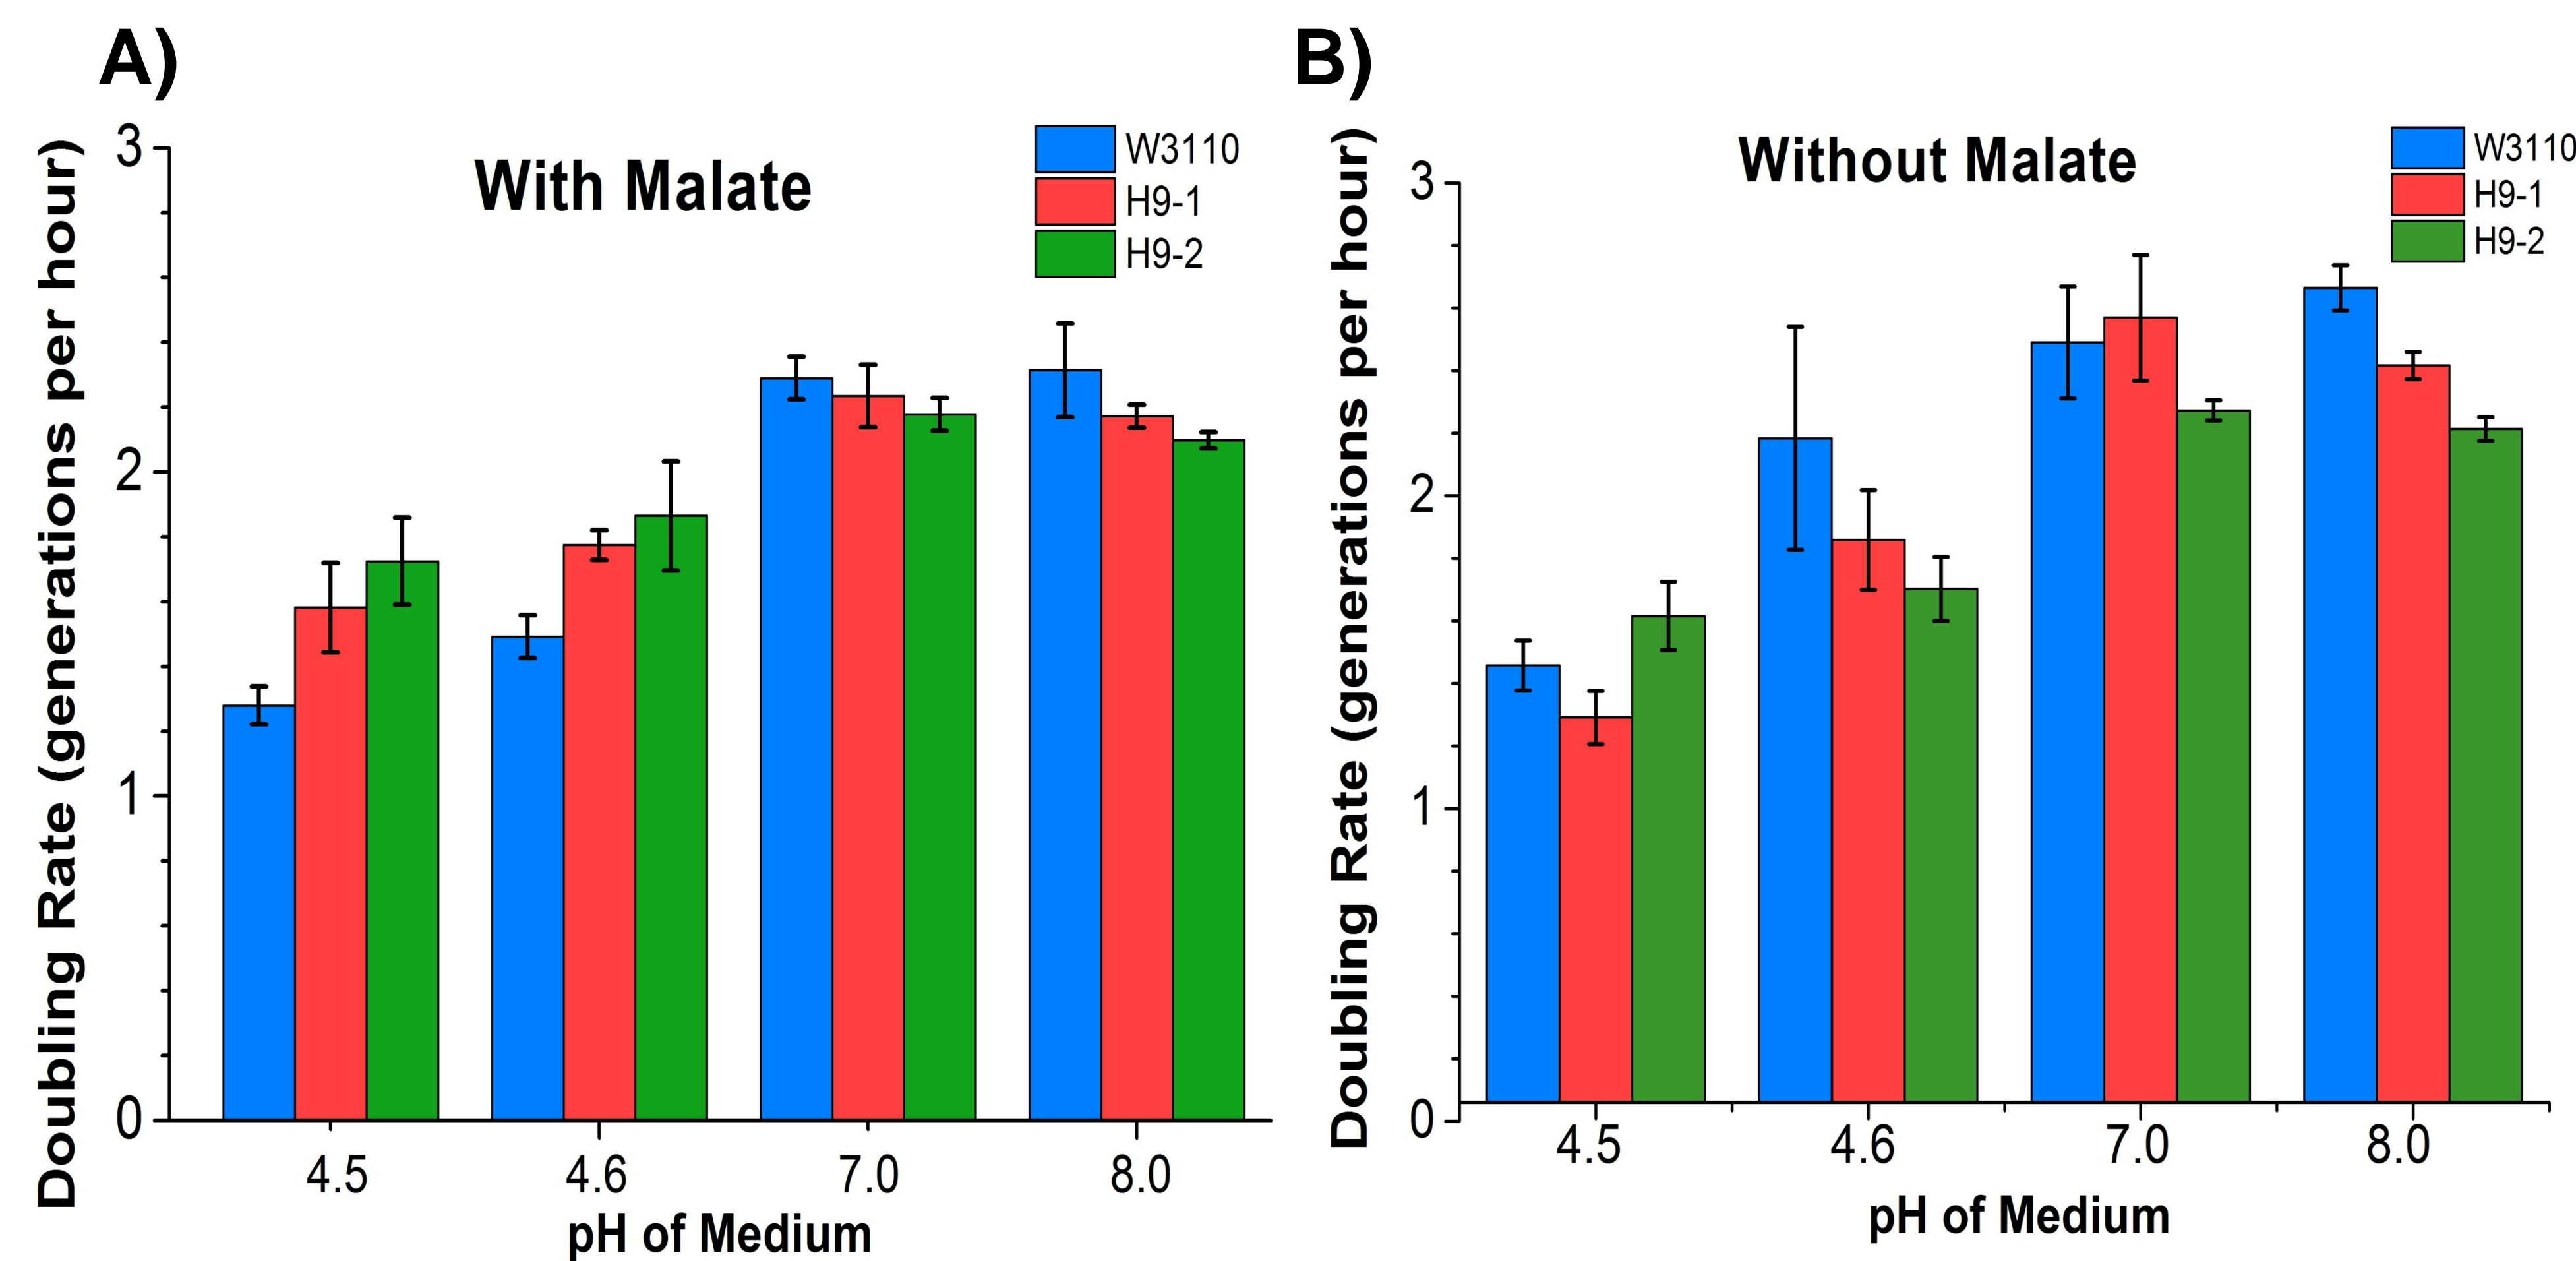 A)
With Malate
W3110
H9-1
H9-2
Doubling Rate (generations per hour)
3
2
1
0
4.5 4.6 7.0 8.0
pH of Medium
B)
Without Malate
W3110
H9-1
H9-2
Doubling Rate (generations per hour)
3
2
1
0
4.5 4.6 7.0 8.0
pH of Medium